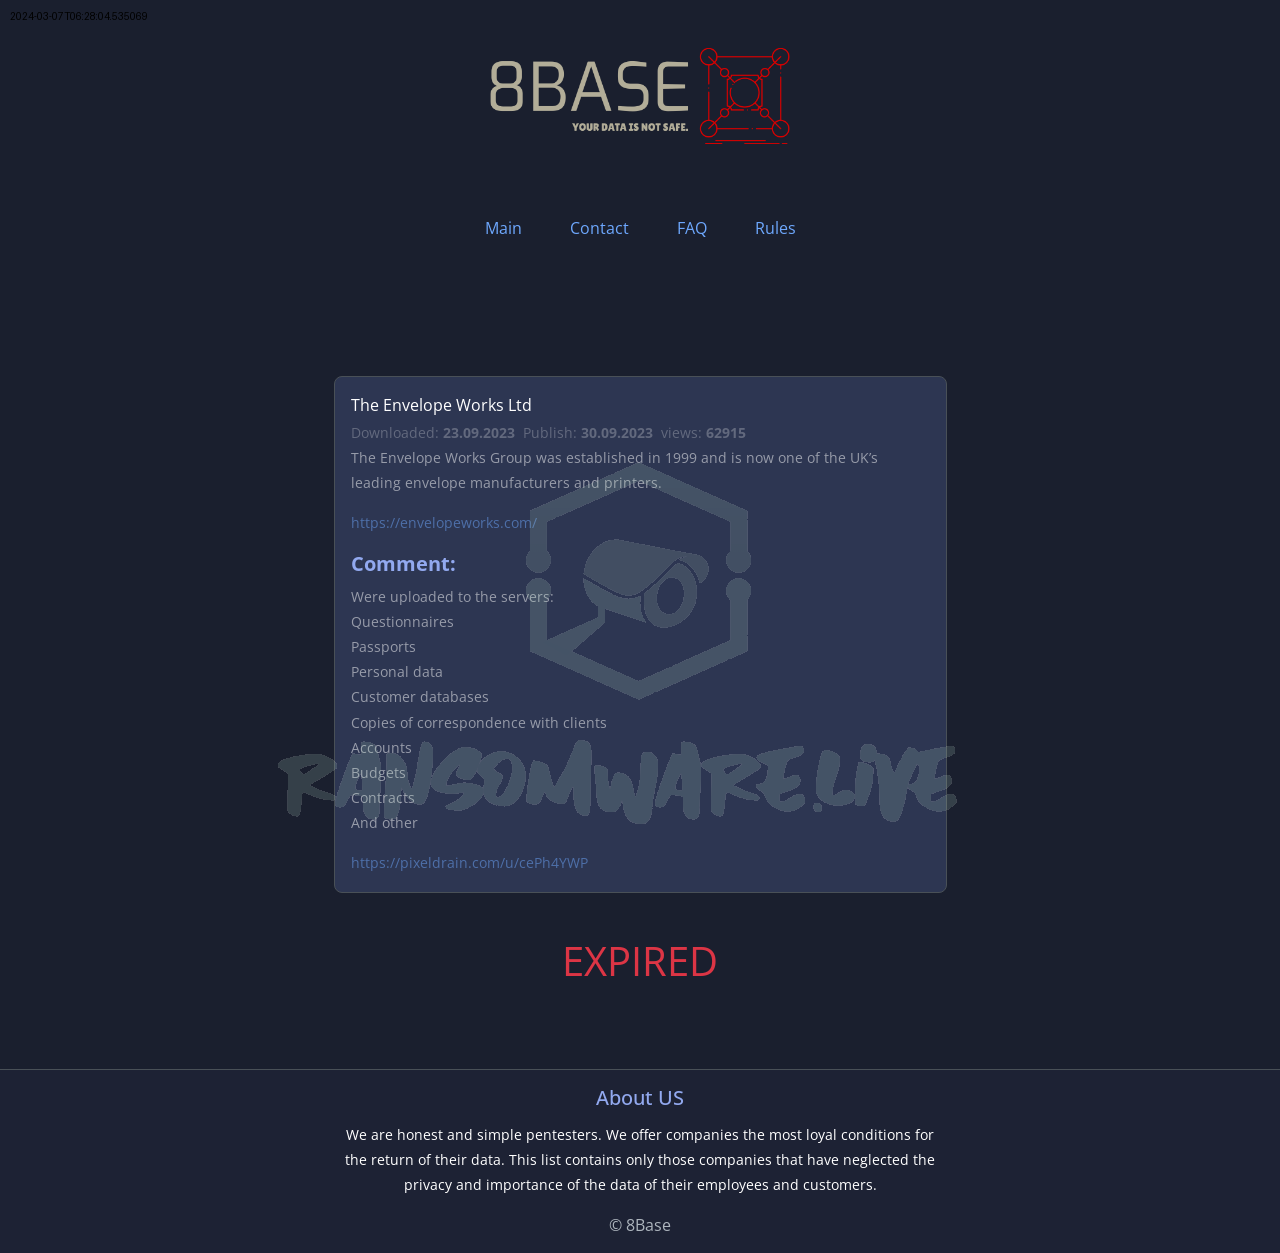 2024-03-07T06:28:04.535069
8BASE
YOUR DATA IS NOT SAFE.
Main Contact FAQ Rules
The Envelope Works Ltd
Downloaded: 23.09.2023 Publish: 30.09.2023 views: 62915
The Envelope Works Group was established in 1999 and is now one of the UK’s
leading envelope manufacturers and printers.
https://envelopeworks.com/
Comment:
Were uploaded to the servers:
Questionnaires
Passports
Personal data
Customer databases
Copies of correspondence with clients
Accounts
Budgets
Contracts
And other
RANSOMWARE.LIVE
https://pixeldrain.com/u/cePh4YWP
EXPIRED
About US
We are honest and simple pentesters. We offer companies the most loyal conditions for
the return of their data. This list contains only those companies that have neglected the
privacy and importance of the data of their employees and customers.
© 8Base